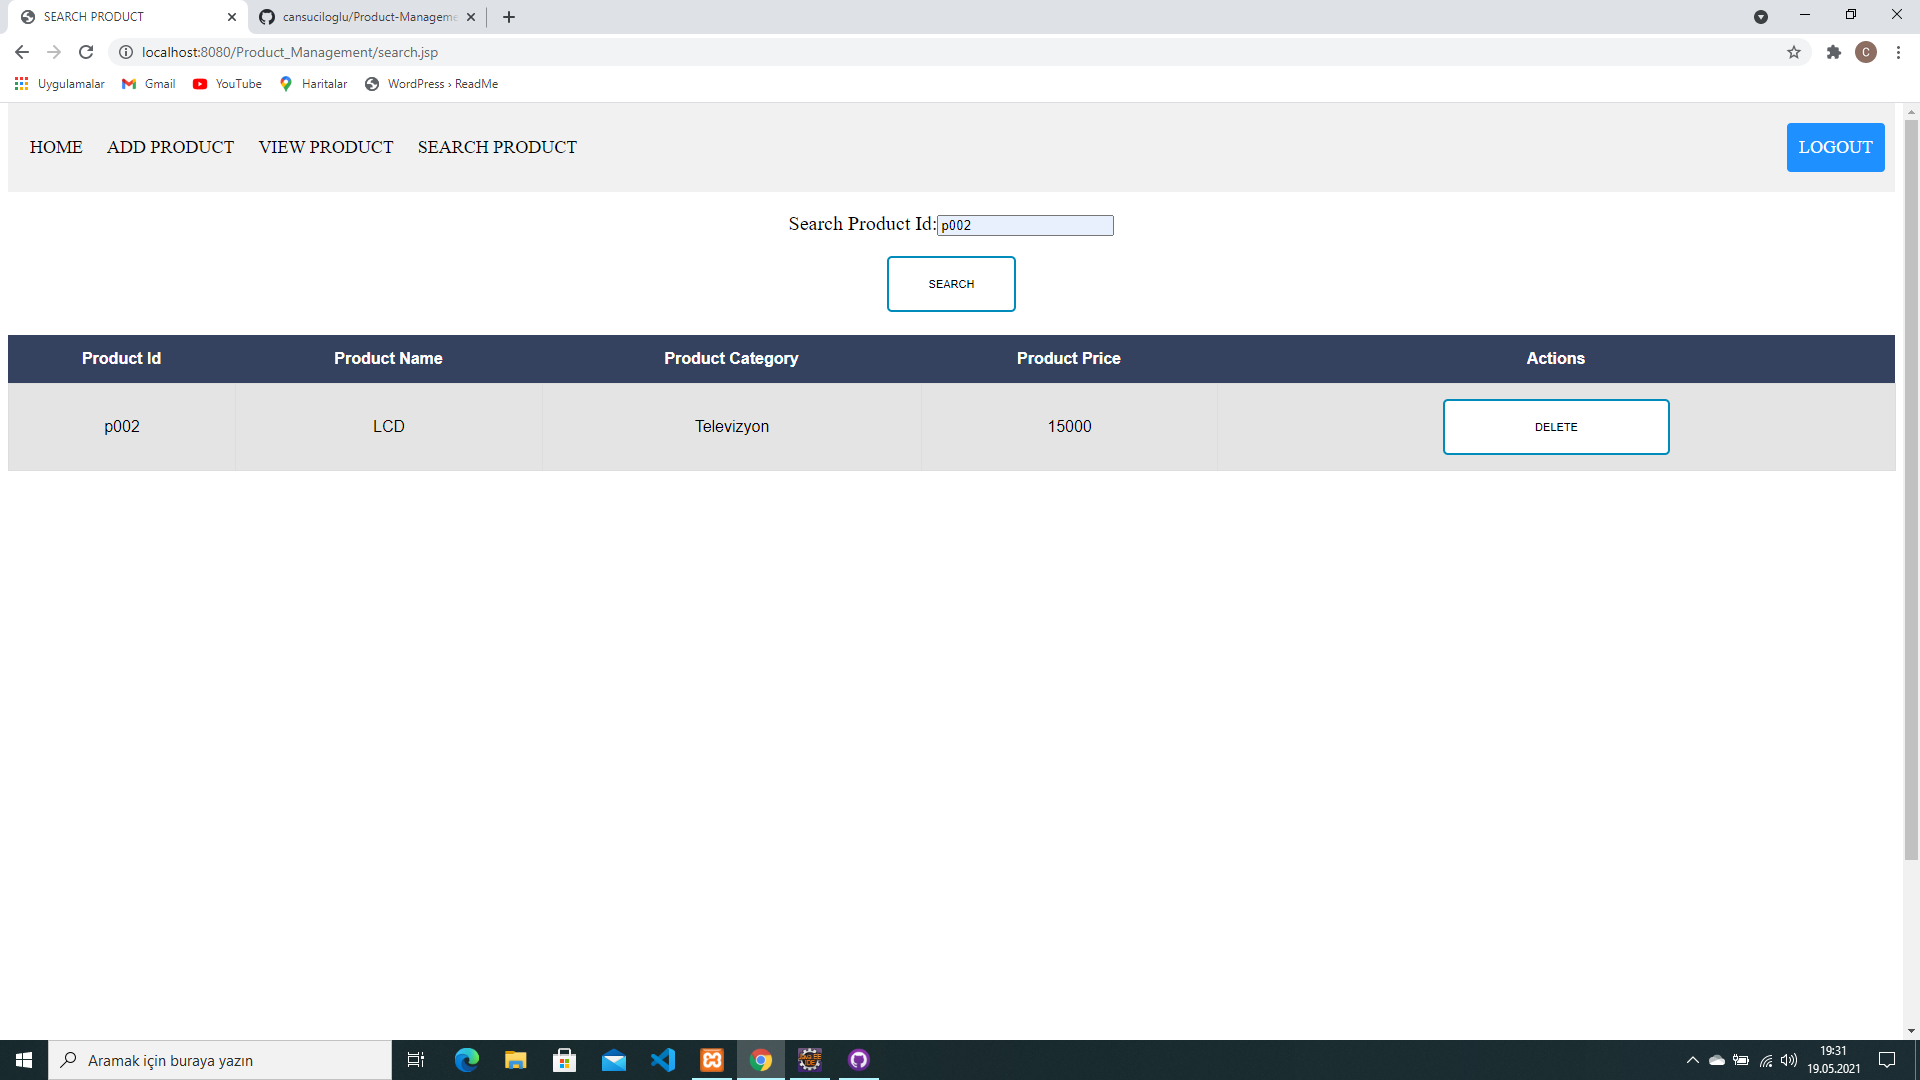 SEARCH PRODUCT
cansuciloglu/Product-Manageme
localhost:8080/Product_Management/search.jsp
C
Uygulamalar
Gmail
YouTube
Haritalar
WordPress › ReadMe
HOME
ADD PRODUCT
VIEW PRODUCT
SEARCH PRODUCT
LOGOUT
Search Product Id:p002
SEARCH
Product Id Product Name Product Category Product Price Actions
p002 LCD Televizyon 15000 DELETE
Aramak için buraya yazın
19:31
19.05.2021